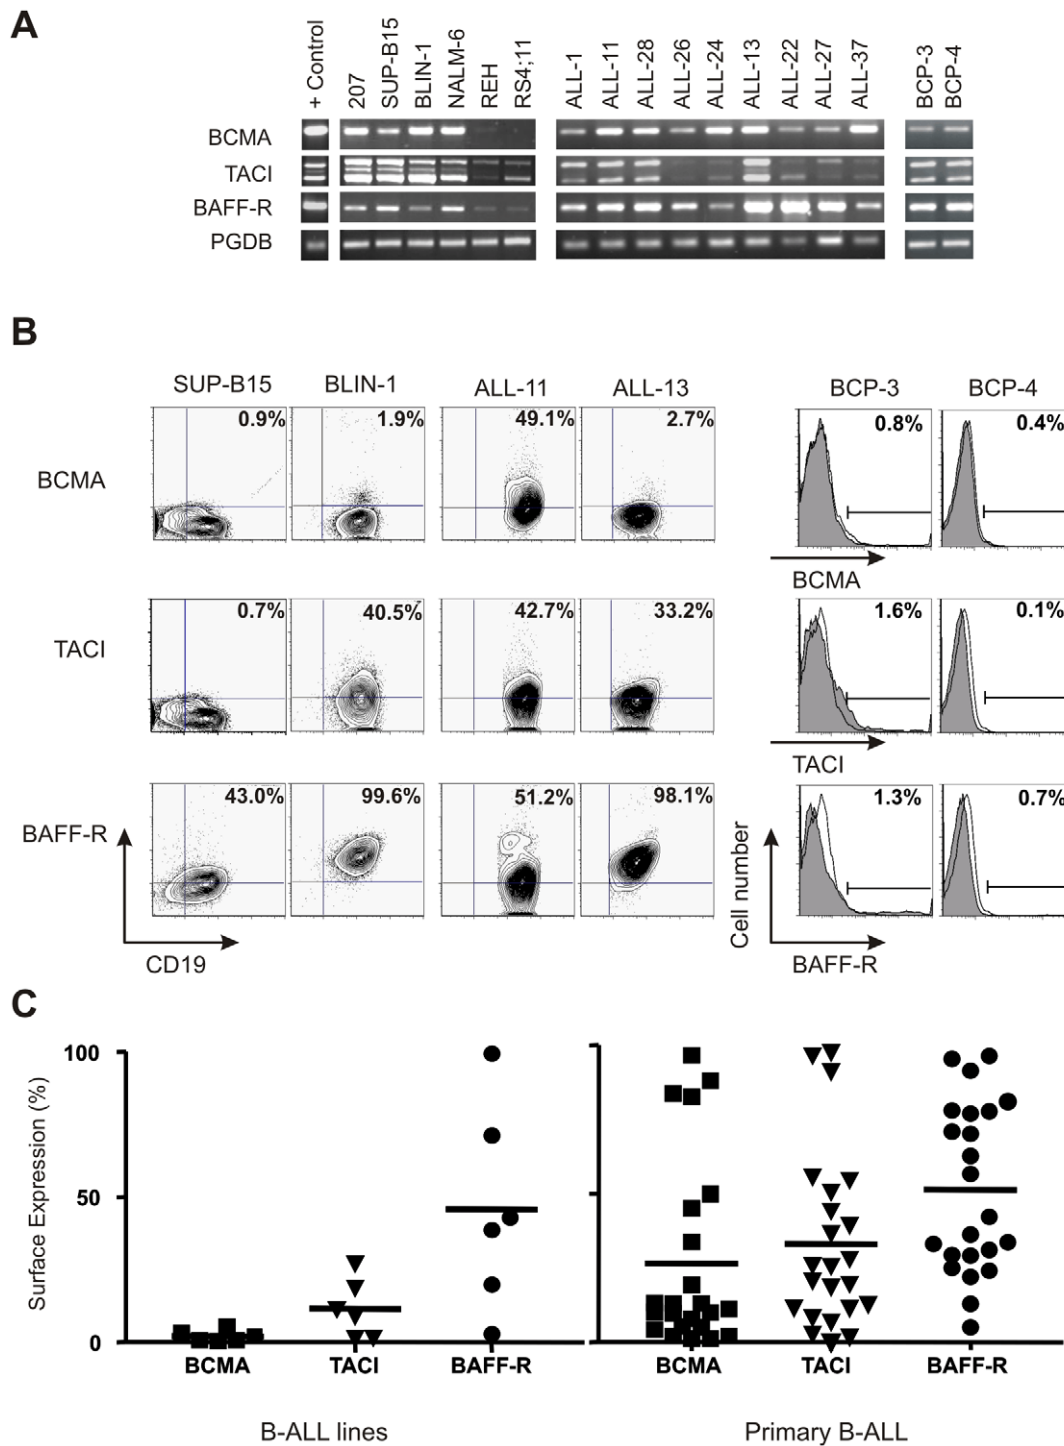 A
+ Control
207
SUP-B15
BLIN-1
NALM-6
REH
RS4;11
ALL-1
ALL-11
ALL-28
ALL-26
ALL-24
ALL-13
ALL-22
ALL-27
ALL-37
BCP-3
BCP-4
BCMA
TACI
BAFF-R
PGDB
B
SUP-B15 BLIN-1 ALL-11 ALL-13 BCP-3 BCP-4
BCMA 0.9% 1.9% 49.1% 2.7% 0.8% 0.4%
BCMA
TACI 0.7% 40.5% 42.7% 33.2% 1.6% 0.1%
TACI
BAFF-R 43.0% 99.6% 51.2% 98.1% 1.3% 0.7%
Cell number
CD19 BAFF-R
C
Surface Expression (%)
100
50
0
BCMA TACI BAFF-R BCMA TACI BAFF-R
B-ALL lines Primary B-ALL